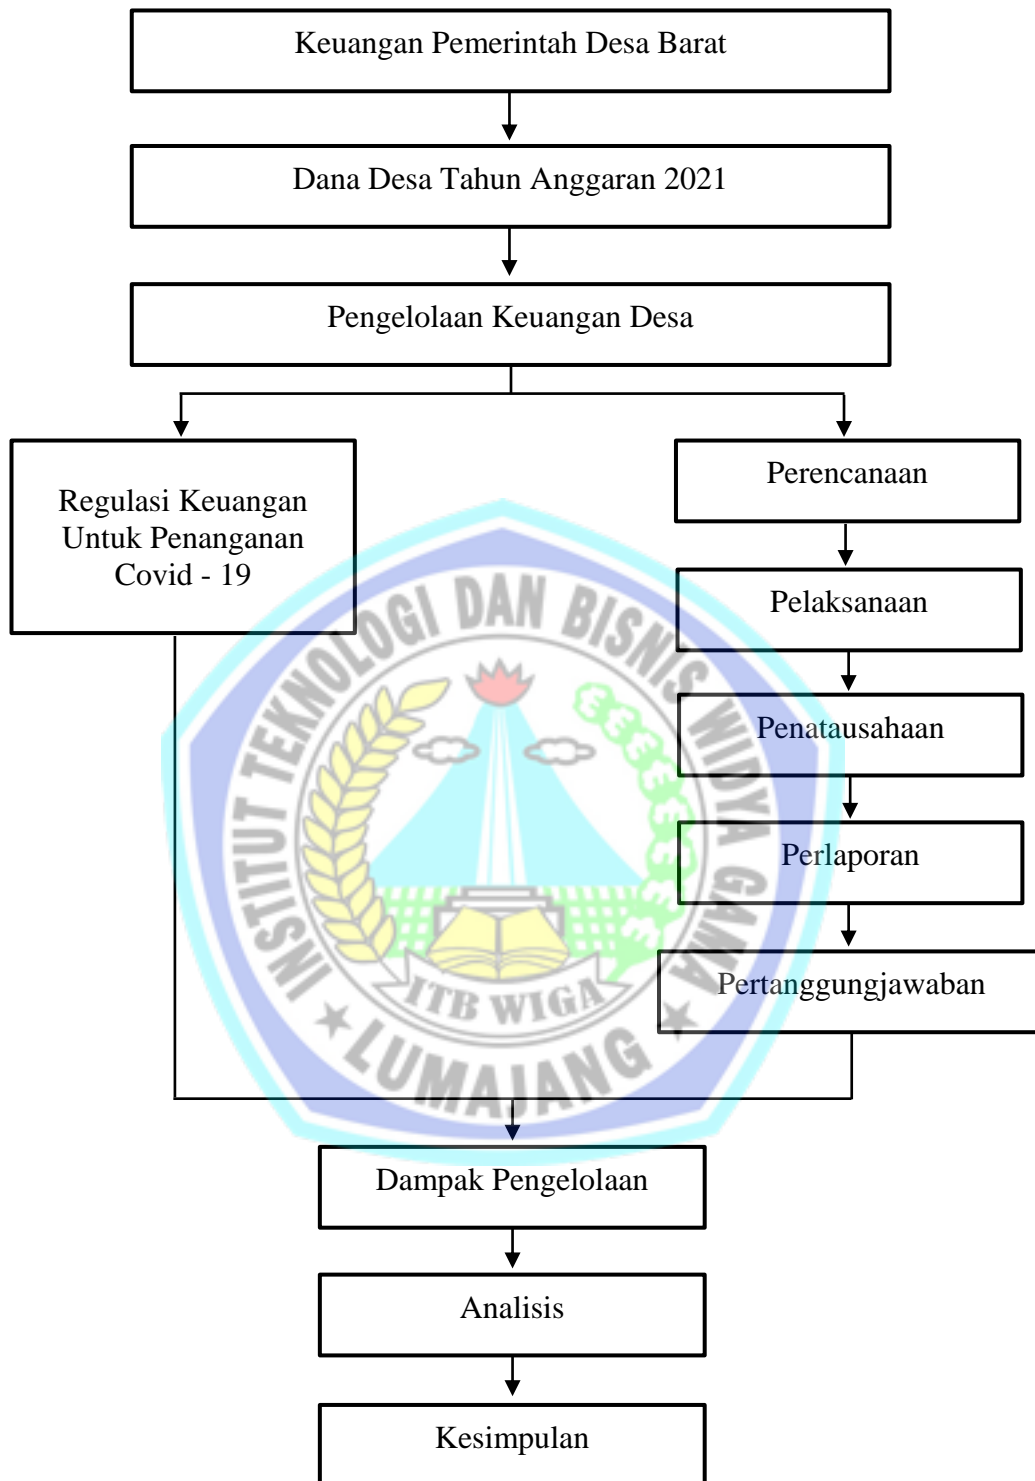 Keuangan Pemerintah Desa Barat
Dana Desa Tahun Anggaran 2021
Pengelolaan Keuangan Desa
Regulasi Keuangan
Untuk Penanganan
Covid - 19
Perencanaan
Pelaksanaan
Penatausahaan
Perlaporan
Pertanggungjawaban
INSTITUT TEKNOLOGI DAN BISNIS WIDYA GAMA
ITB WIGA
LUMAJANG
Dampak Pengelolaan
Analisis
Kesimpulan